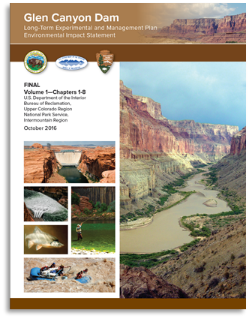 Glen Canyon Dam
Long-Term Experimental and Management Plan
Environmental Impact Statement
FINAL
Volume 1—Chapters 1-8
U.S. Department of the Interior
Bureau of Reclamation,
Upper Colorado Region
National Park Service,
Intermountain Region
October 2016